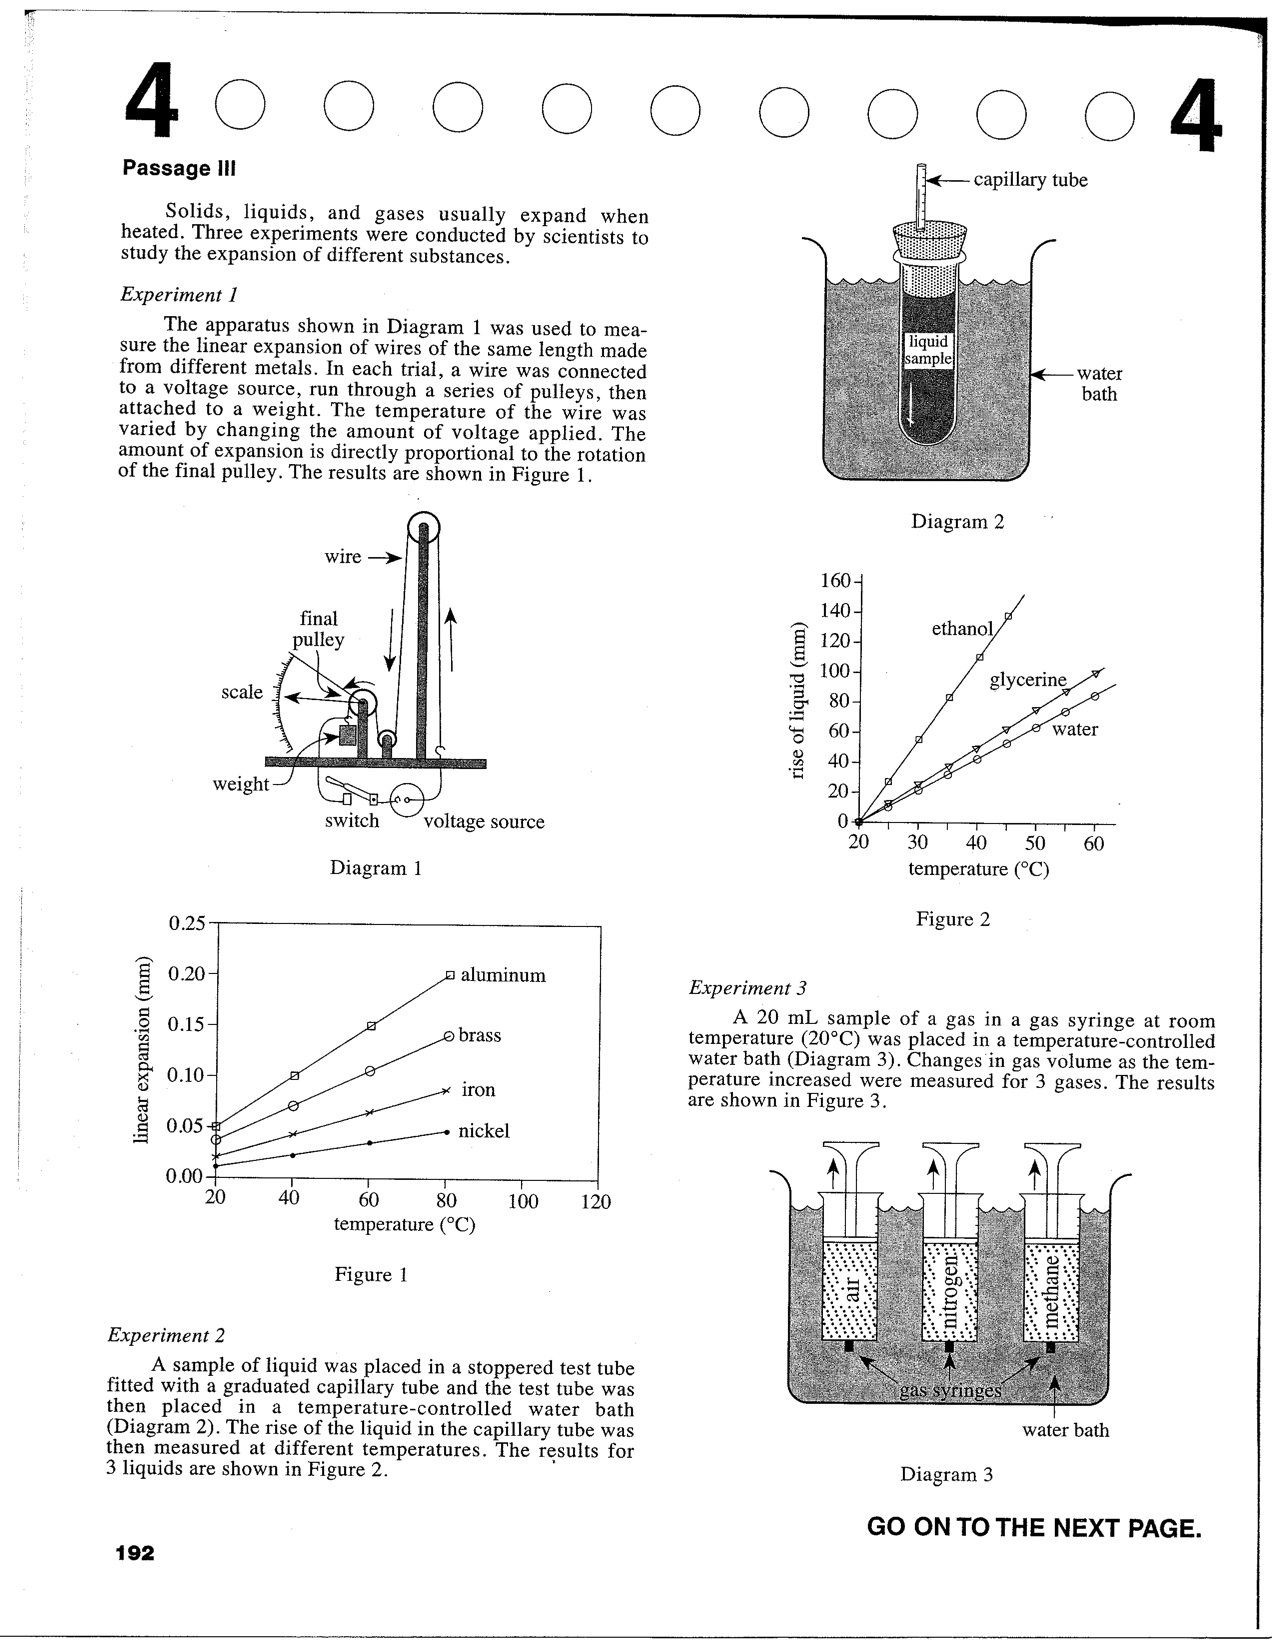 4 4
Passage III
Solids, liquids, and gases usually expand when
heated. Three experiments were conducted by scientists to
study the expansion of different substances.
Experiment 1
The apparatus shown in Diagram 1 was used to mea-
sure the linear expansion of wires of the same length made
from different metals. In each trial, a wire was connected
to a voltage source, run through a series of pulleys, then
attached to a weight. The temperature of the wire was
varied by changing the amount of voltage applied. The
amount of expansion is directly proportional to the rotation
of the final pulley. The results are shown in Figure 1.
wire
final
pulley
scale
weight
switch
voltage source
Diagram 1
0.25
0.20
0.15
0.10
0.05
0.00
linear expansion (mm)
aluminum
brass
iron
nickel
20 40 60 80 100 120
temperature (°C)
Figure 1
Experiment 2
A sample of liquid was placed in a stoppered test tube
fitted with a graduated capillary tube and the test tube was
then placed in a temperature-controlled water bath
(Diagram 2). The rise of the liquid in the capillary tube was
then measured at different temperatures. The results for
3 liquids are shown in Figure 2.
192
capillary tube
liquid
sample
water
bath
Diagram 2
160
140
120
100
80
60
40
20
0
rise of liquid (mm)
ethanol
glycerine
water
20 30 40 50 60
temperature (°C)
Figure 2
Experiment 3
A 20 mL sample of a gas in a gas syringe at room
temperature (20°C) was placed in a temperature-controlled
water bath (Diagram 3). Changes in gas volume as the tem-
perature increased were measured for 3 gases. The results
are shown in Figure 3.
air
nitrogen
methane
gas syringes
water bath
Diagram 3
GO ON TO THE NEXT PAGE.